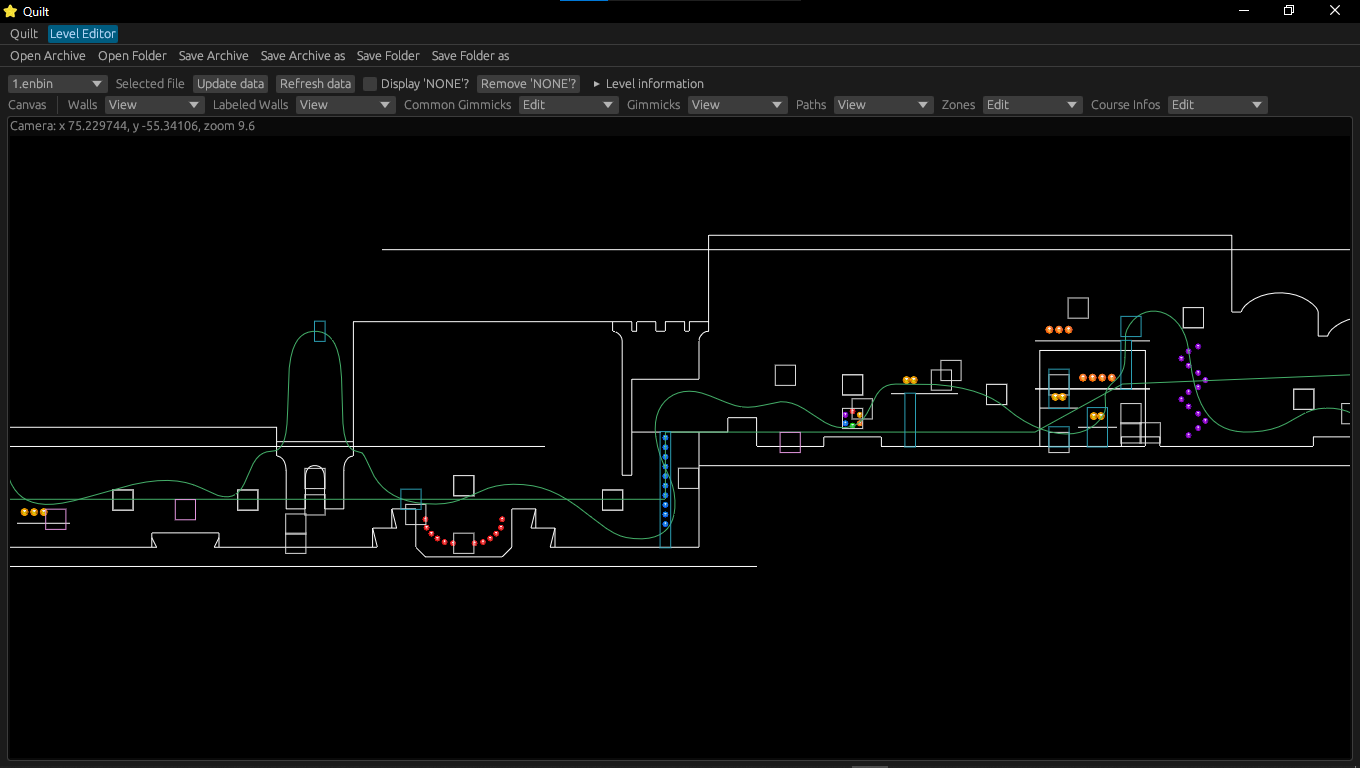 Quilt
Quilt Level Editor
Open Archive Open Folder Save Archive Save Archive as Save Folder Save Folder as
1.enbin Selected file Update data Refresh data Display 'NONE'? Remove 'NONE'? Level information
Canvas Walls View Labeled Walls View Common Gimmicks Edit Gimmicks View Paths View Zones Edit Course Infos Edit
Camera: x 75.229744, y -55.34106, zoom 9.6